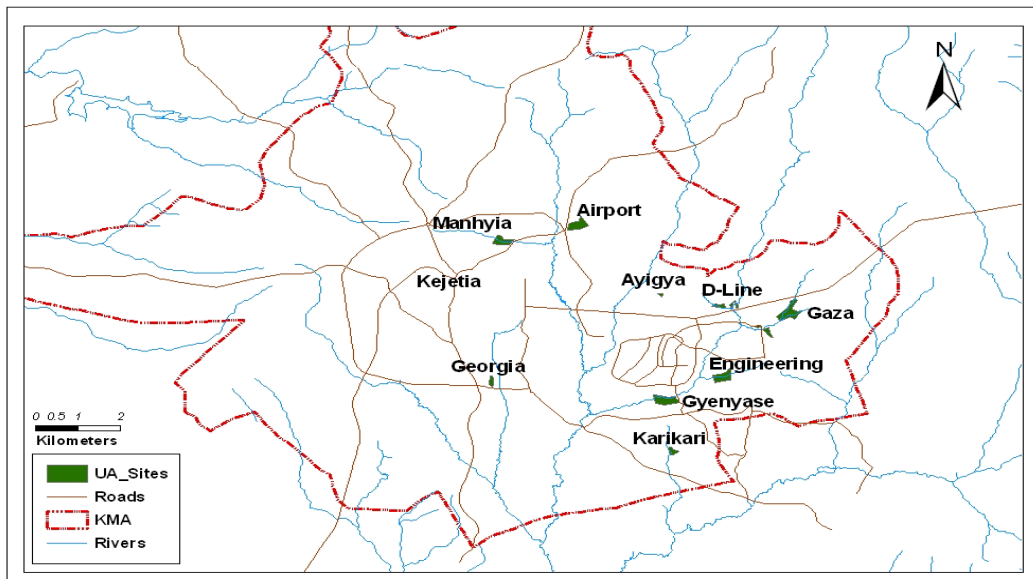 N
Airport
Manhyia
Ayigya
Kejetia
D-Line
Gaza
Georgia
Engineering
Gyenyase
Karikari
0 0.5 1 2
Kilometers
UA_Sites
Roads
KMA
Rivers